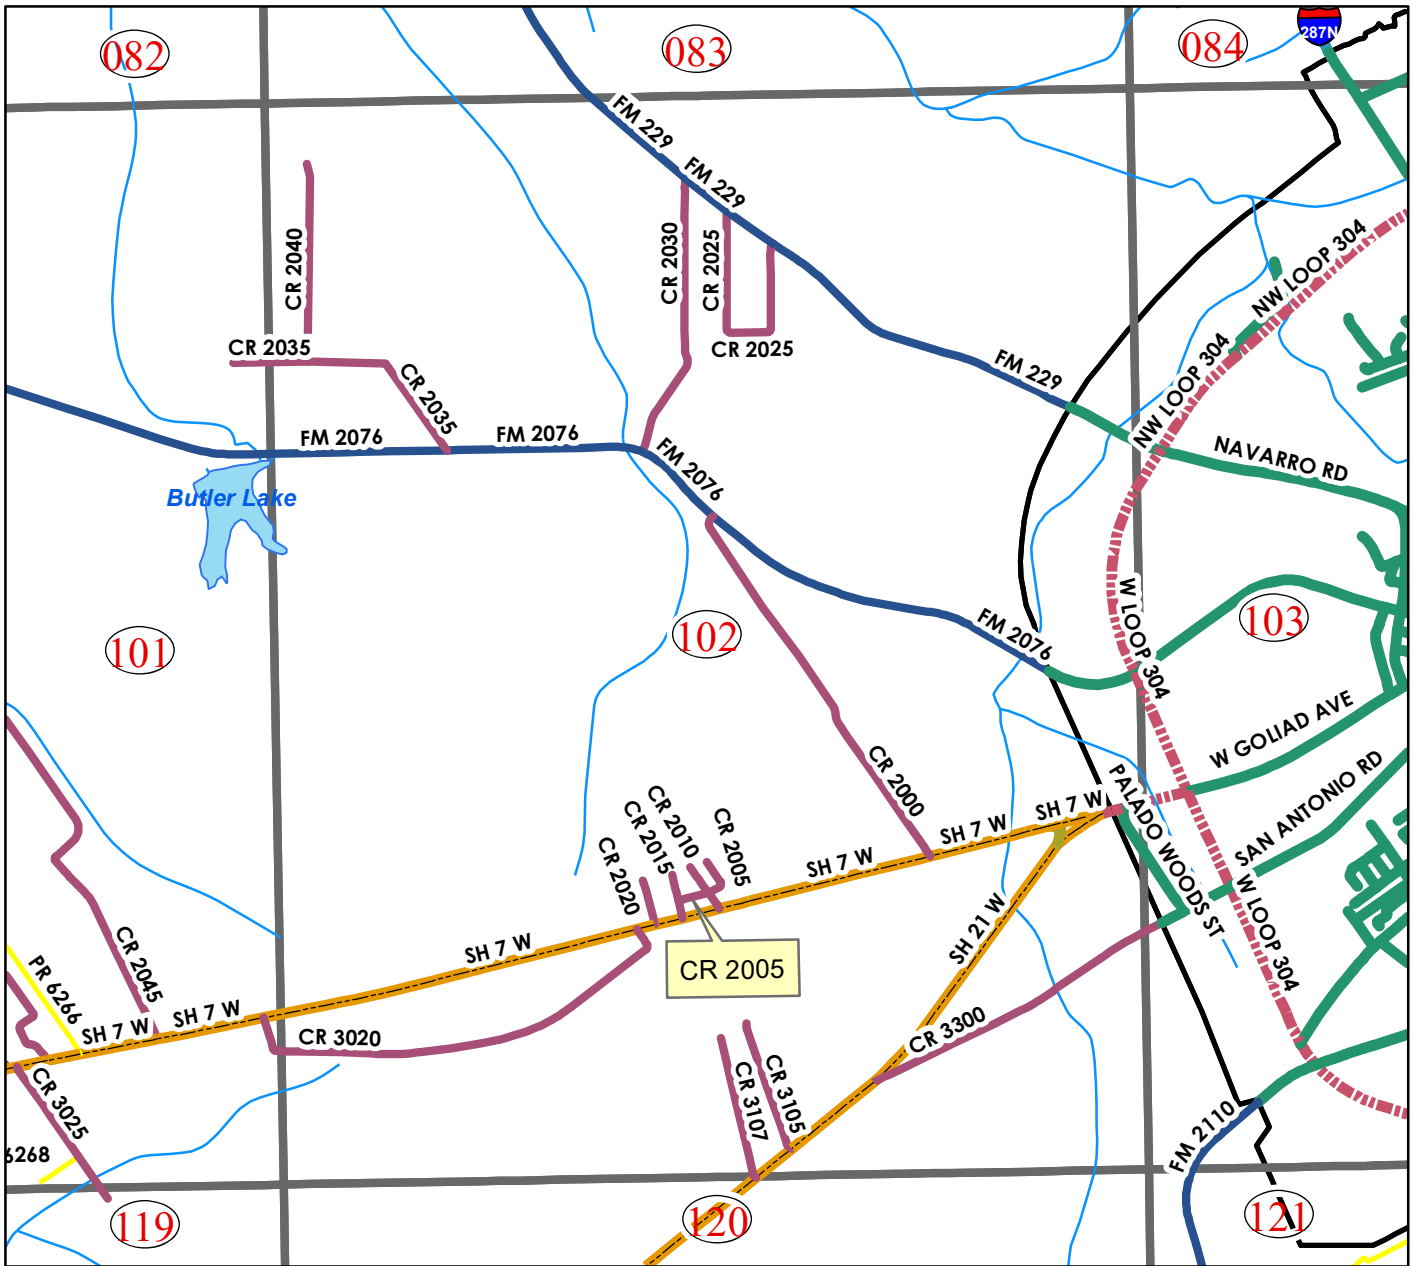 082
083
084
287N
FM 229
FM 229
CR 2040
CR 2030
CR 2025
NW LOOP 304
CR 2035
CR 2025
NW LOOP 304
FM 229
CR 2035
FM 2076
FM 2076
NAVARRO RD
FM 2076
Butler Lake
W LOOP 304
101
102
103
FM 2076
W GOLIAD AVE
CR 2000
PALADO WOODS ST
SAN ANTONIO RD
SH 7 W
SH 7 W
SH 7 W
CR 2010
CR 2015
CR 2005
CR 2020
W LOOP 304
SH 21 W
SH 7 W
CR 2005
CR 2045
PR 6266
SH 7 W
SH 7 W
CR 3020
CR 3300
CR 3025
CR 3107
CR 3105
FM 2110
6268
119
120
121